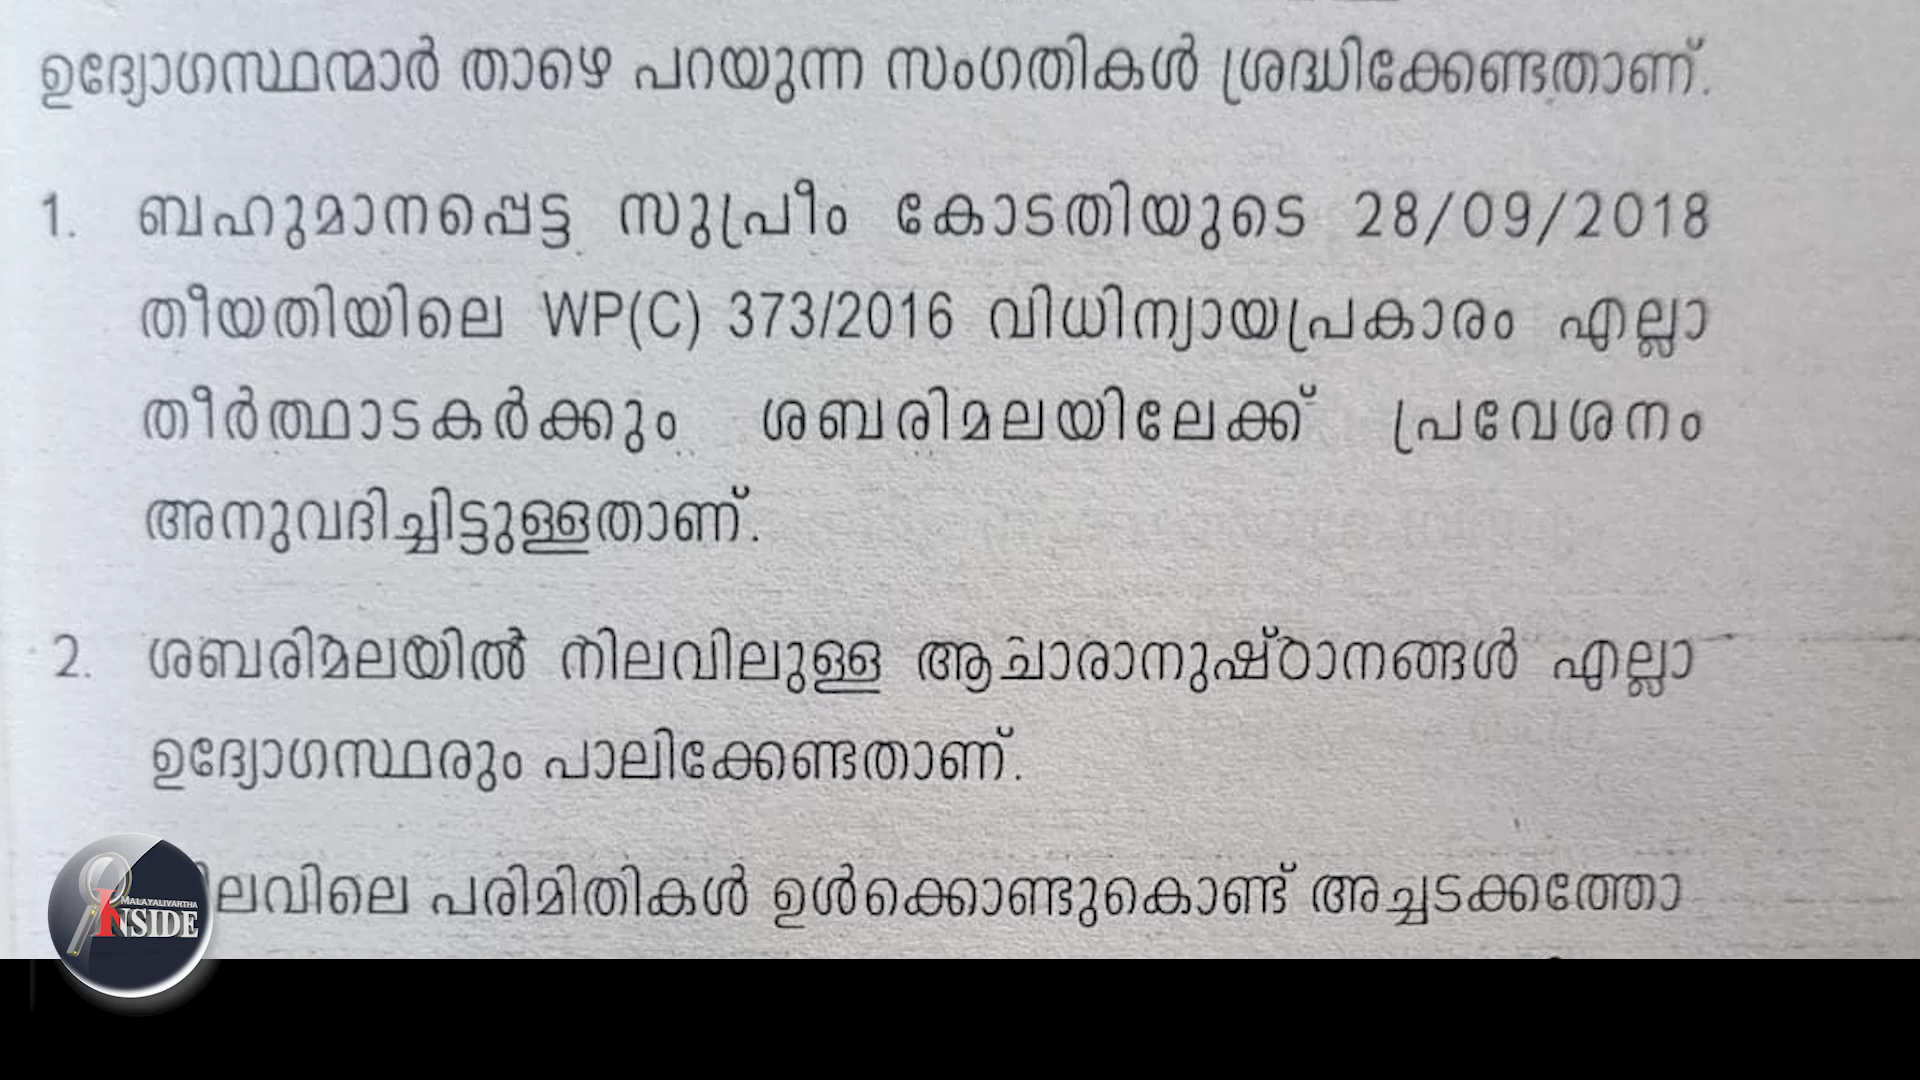 ഉദ്യോഗസ്ഥന്മാർ താഴെ പറയുന്ന സംഗതികൾ ശ്രദ്ധിക്കേണ്ടതാണ്.
1. ബഹുമാനപ്പെട്ട സുപ്രീം കോടതിയുടെ 28/09/2018
തീയതിയിലെ WP(C) 373/2016 വിധിന്യായപ്രകാരം എല്ലാ
തീർത്ഥാടകർക്കും ശബരിമലയിലേക്ക് പ്രവേശനം
അനുവദിച്ചിട്ടുള്ളതാണ്.
2. ശബരിമലയിൽ നിലവിലുള്ള ആചാരാനുഷ്ഠാനങ്ങൾ എല്ലാ
ഉദ്യോഗസ്ഥരും പാലിക്കേണ്ടതാണ്.
പരിമിതികൾ ഉൾക്കൊണ്ടുകൊണ്ട് അച്ചടക്കത്തോ
MALAYALIVARTHA
INSIDE